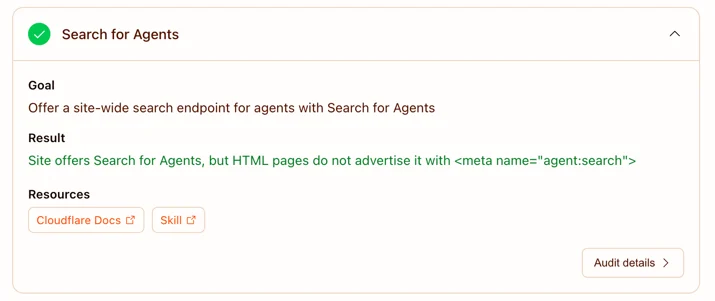 Search for Agents
Goal
Offer a site-wide search endpoint for agents with Search for Agents
Result
Site offers Search for Agents, but HTML pages do not advertise it with <meta name="agent:search">
Resources
Cloudflare Docs
Skill
Audit details